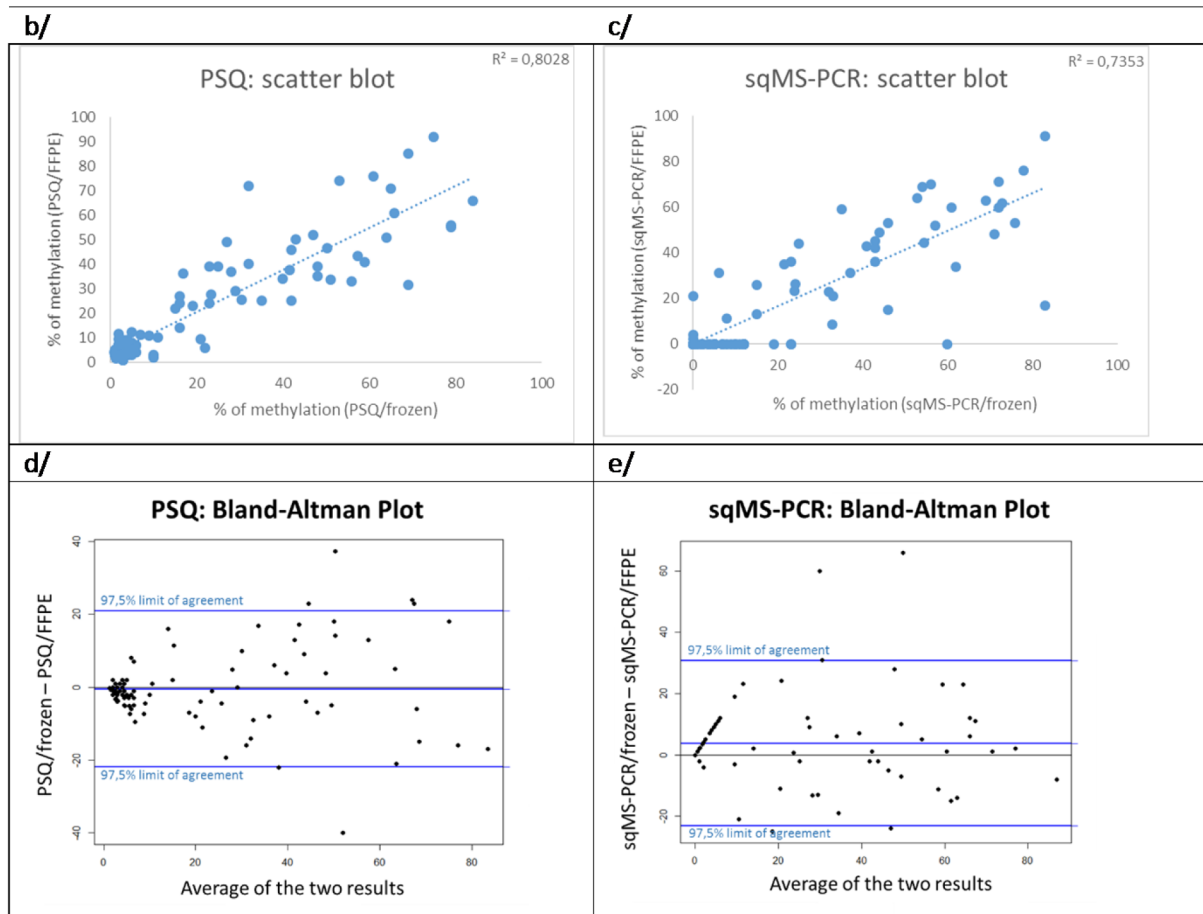 b/
R² = 0,8028
PSQ: scatter blot
% of methylation (PSQ/FFPE)
100
90
80
70
60
50
40
30
20
10
0
0 20 40 60 80 100
% of methylation (PSQ/frozen)
c/
R² = 0,7353
sqMS-PCR: scatter blot
% of methylation (sqMS-PCR/FFPE)
100
80
60
40
20
0
-20
0 20 40 60 80 100
% of methylation (sqMS-PCR/frozen)
d/
PSQ: Bland-Altman Plot
PSQ/frozen – PSQ/FFPE
40
97,5% limit of agreement
20
0
-20
97,5% limit of agreement
40
0 20 40 60 80
Average of the two results
e/
sqMS-PCR: Bland-Altman Plot
sqMS-PCR/frozen – sqMS-PCR/FFPE
60
40
97,5% limit of agreement
20
0
-20
97,5% limit of agreement
0 20 40 60 80
Average of the two results